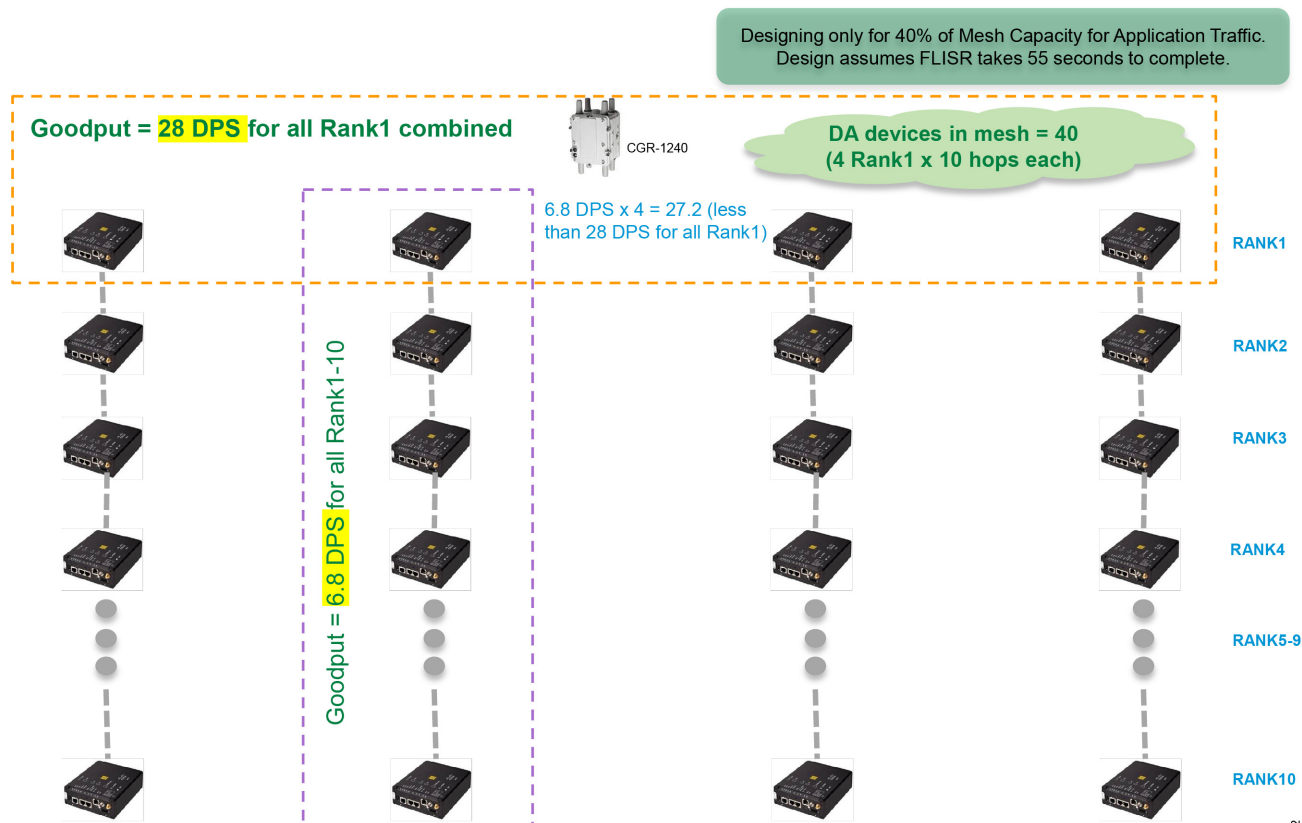 Designing only for 40% of Mesh Capacity for Application Traffic.
Design assumes FLISR takes 55 seconds to complete.
Goodput = 28 DPS for all Rank1 combined
CGR-1240
DA devices in mesh = 40
(4 Rank1 x 10 hops each)
6.8 DPS x 4 = 27.2 (less
than 28 DPS for all Rank1)
RANK1
Goodput = 6.8 DPS for all Rank1-10
RANK2
RANK3
RANK4
RANK5-9
RANK10